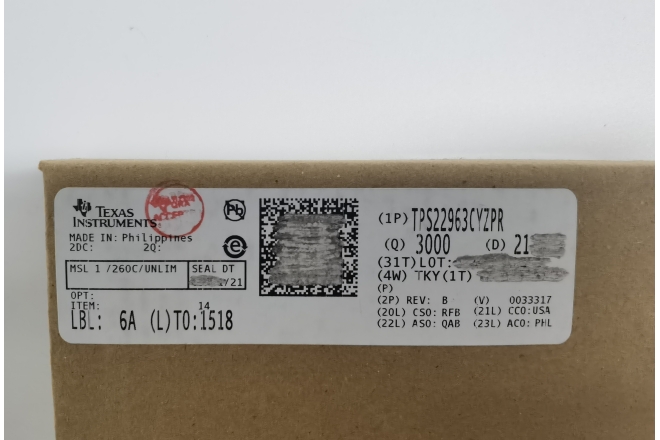 TEXAS
INSTRUMENTS
MADE IN: Philippines
2DC: 2Q:
MSL 1 /260C/UNLIM
SEAL DT
/21
OPT:
ITEM: 14
LBL: 6A (L)TO:1518
Pb
e
(1P) TPS22963CYZPR
(Q) 3000 (D) 21
(31T) LOT:
(4W) TKY(1T)
(P)
(2P) REV: B (V) 0033317
(20L) CSO: RFB (21L) CCO:USA
(22L) ASO: QAB (23L) ACO: PHL